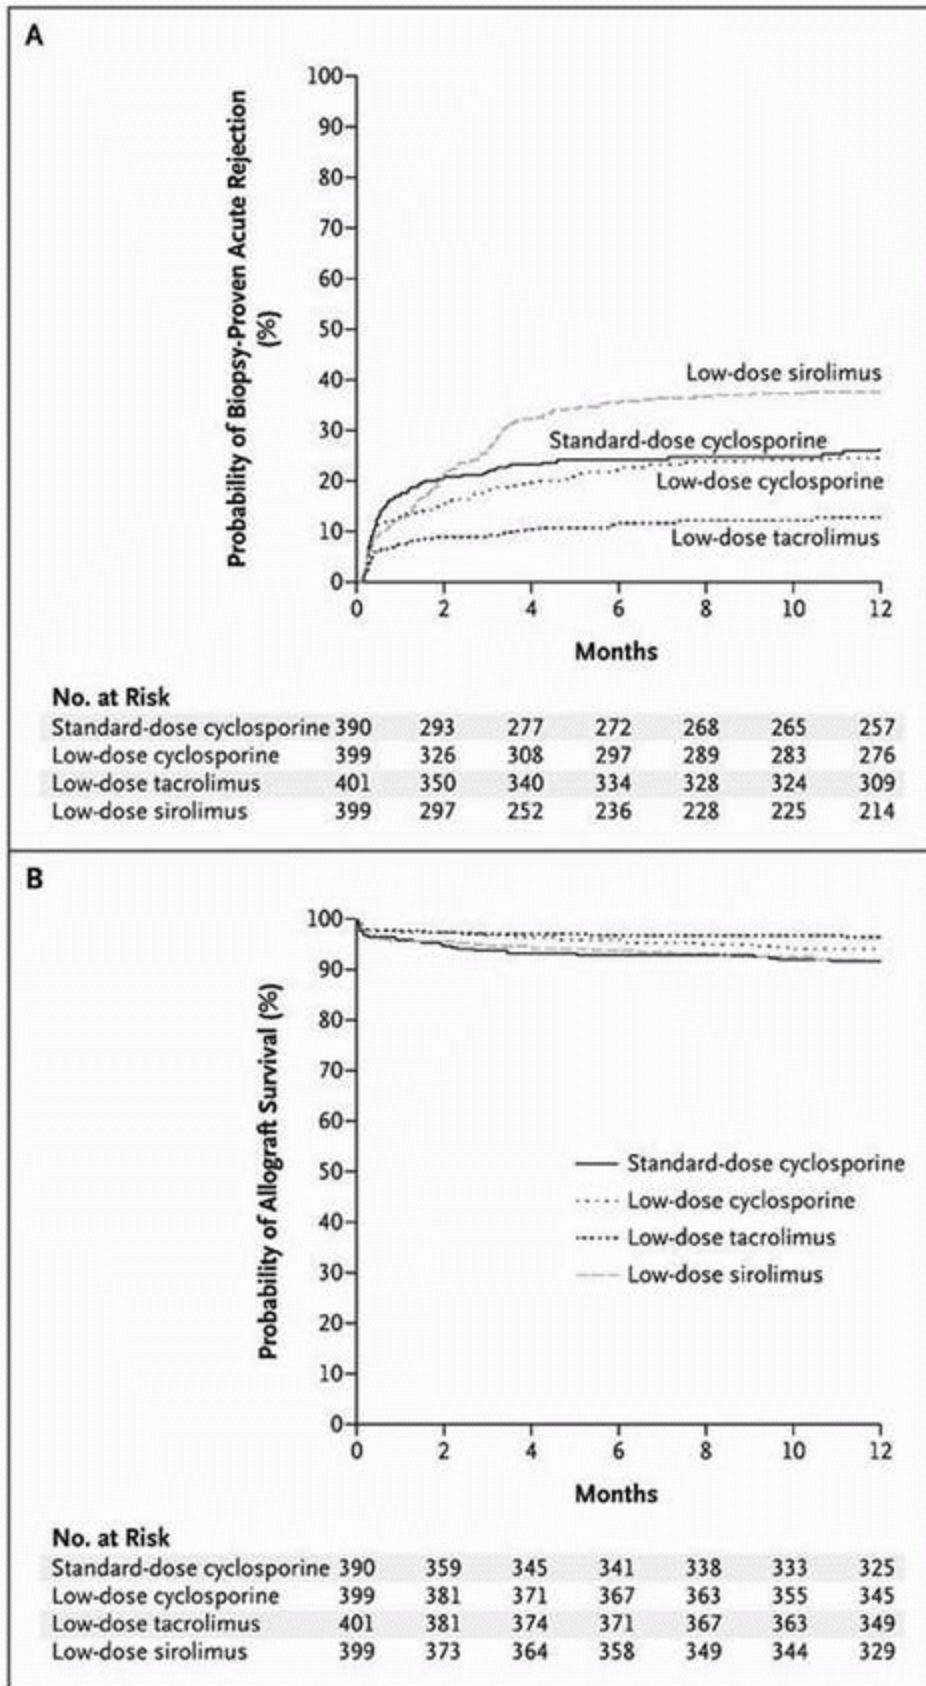 A
Probability of Biopsy-Proven Acute Rejection
(%)
100
90
80
70
60
50
40
30
20
10
0
Low-dose sirolimus
Standard-dose cyclosporine
Low-dose cyclosporine
Low-dose tacrolimus
0 2 4 6 8 10 12
Months
No. at Risk
Standard-dose cyclosporine 390 293 277 272 268 265 257
Low-dose cyclosporine 399 326 308 297 289 283 276
Low-dose tacrolimus 401 350 340 334 328 324 309
Low-dose sirolimus 399 297 252 236 228 225 214
B
Probability of Allograft Survival (%)
100
90
80
70
60
50
40
30
20
10
0
Standard-dose cyclosporine
Low-dose cyclosporine
Low-dose tacrolimus
Low-dose sirolimus
0 2 4 6 8 10 12
Months
No. at Risk
Standard-dose cyclosporine 390 359 345 341 338 333 325
Low-dose cyclosporine 399 381 371 367 363 355 345
Low-dose tacrolimus 401 381 374 371 367 363 349
Low-dose sirolimus 399 373 364 358 349 344 329